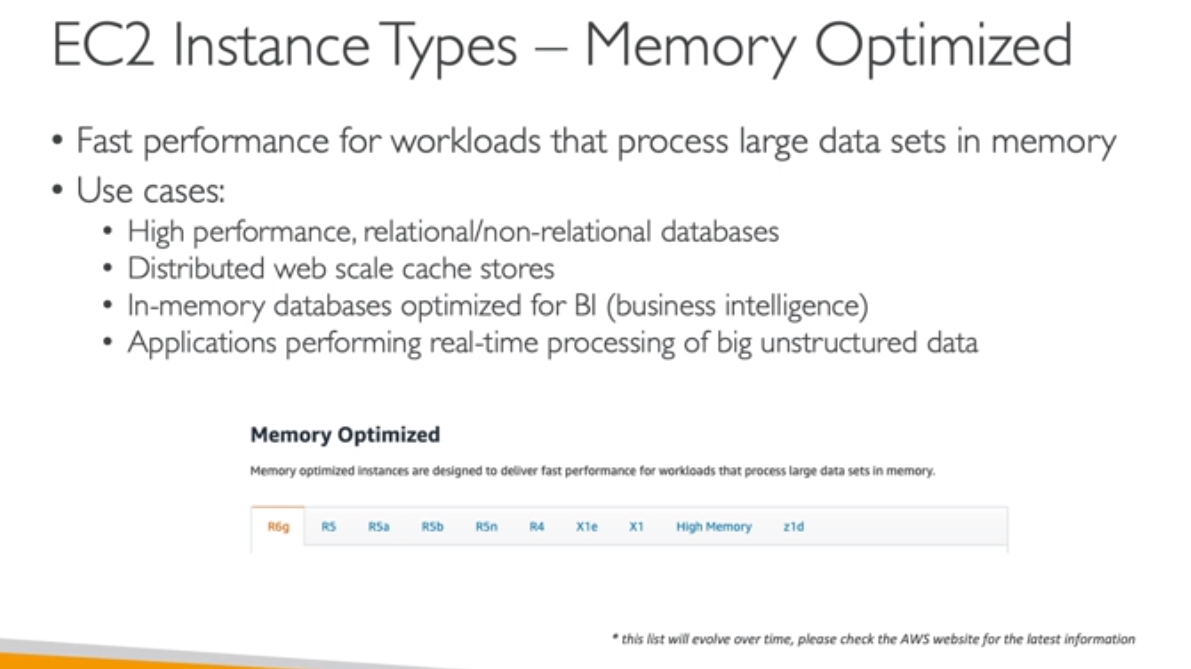 EC2 Instance Types – Memory Optimized
• Fast performance for workloads that process large data sets in memory
• Use cases:
• High performance, relational/non-relational databases
• Distributed web scale cache stores
• In-memory databases optimized for BI (business intelligence)
• Applications performing real-time processing of big unstructured data
Memory Optimized
Memory optimized instances are designed to deliver fast performance for workloads that process large data sets in memory.
R6g R5 R5a R5b R5n R4 X1e X1 High Memory z1d
* this list will evolve over time, please check the AWS website for the latest information